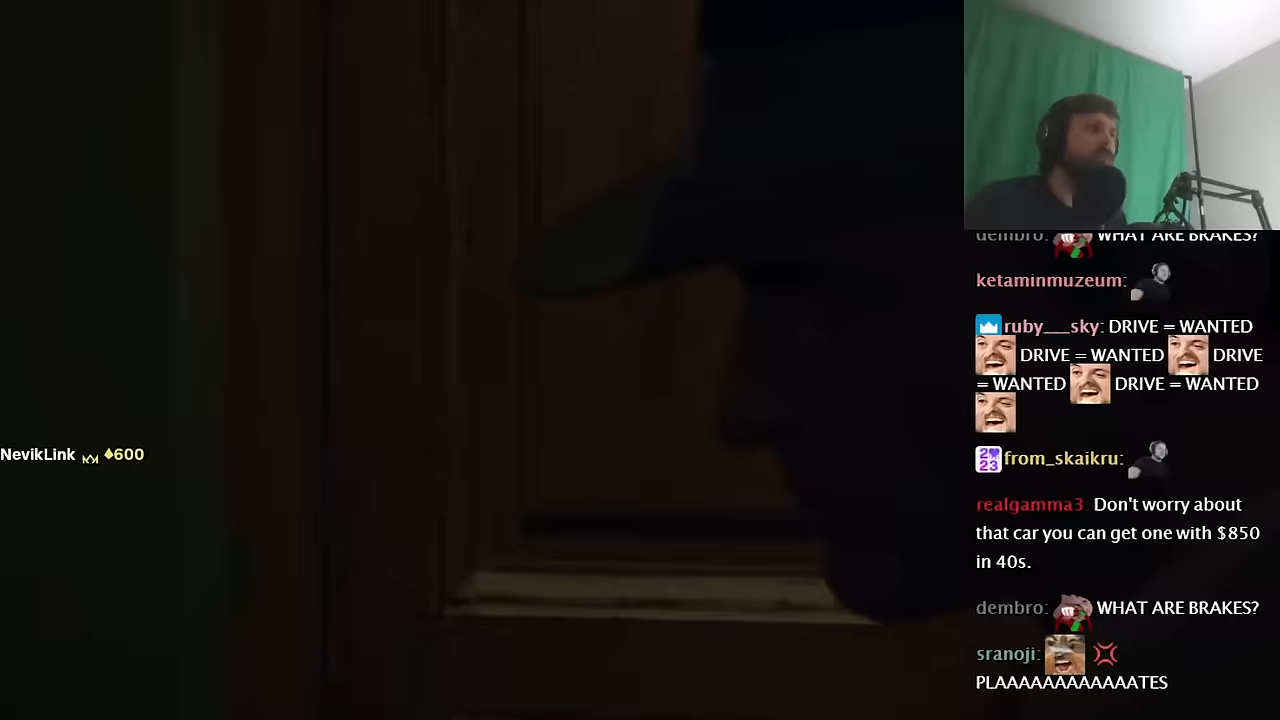 dembro: WHAT ARE BRAKES?
ketaminmuzeum:
ruby___sky: DRIVE = WANTED
DRIVE = WANTED DRIVE
= WANTED DRIVE = WANTED
2023 from_skaikru:
NevikLink 600
realgamma3: Don't worry about
that car you can get one with $850
in 40s.
dembro: WHAT ARE BRAKES?
sranoji:
PLAAAAAAAAAAAATES